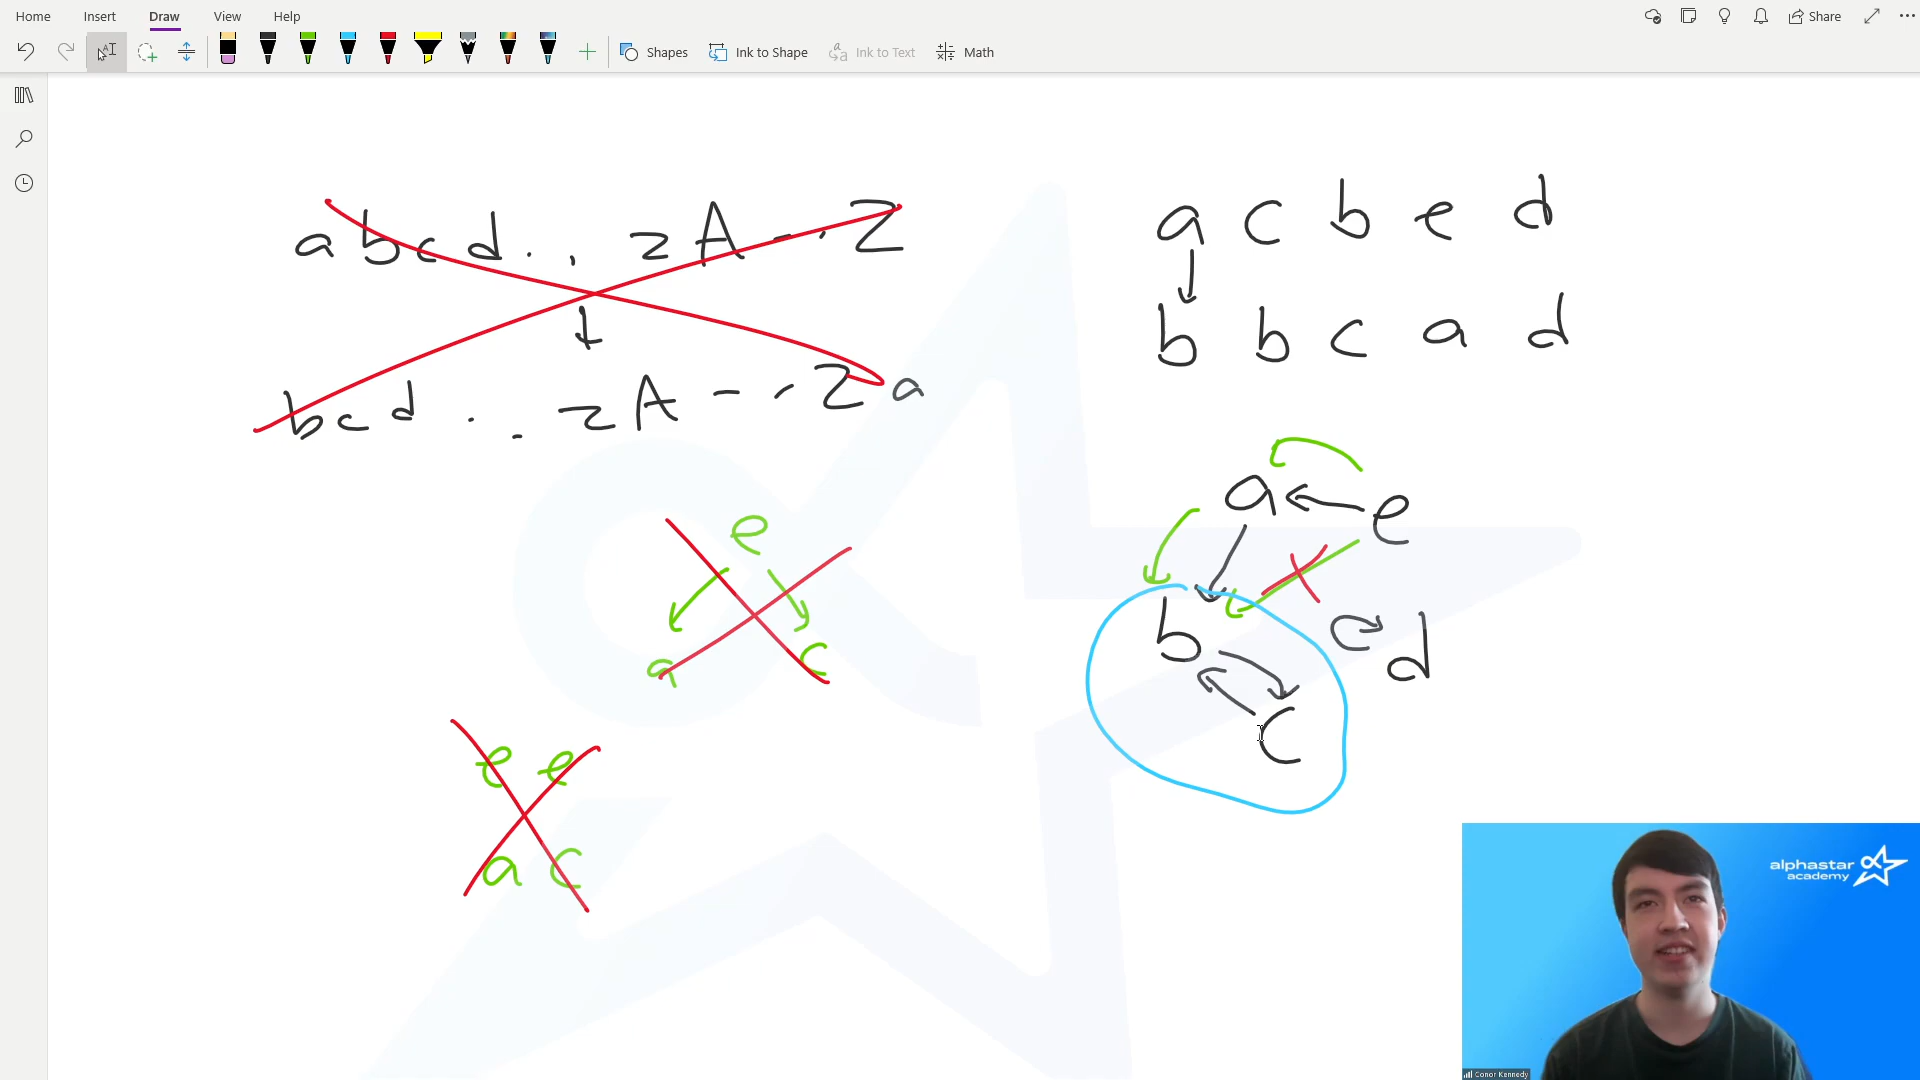 Home Insert Draw View Help
Share
Shapes Ink to Shape Ink to Text Math
a b c d . . z A - . . Z
b c d . . z A - - . Z a
a c b e d
b b c a d
a e
b d
c
e
a c
e e
a c
alphastar
academy
Conor Kennedy